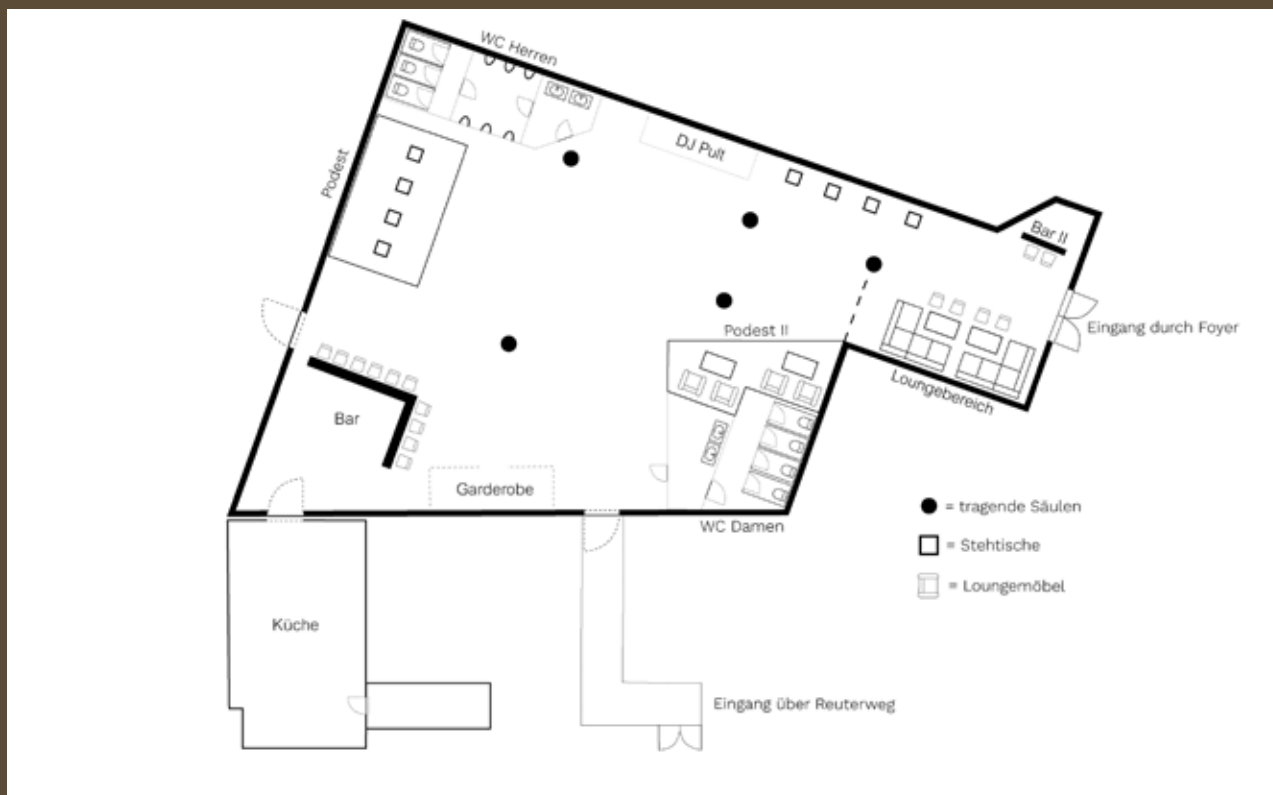 WC Herren
DJ Pult
Podest
Bar II
Eingang durch Foyer
Podest II
Loungebereich
Bar
Garderobe
WC Damen
= tragende Säulen
= Stehtische
= Loungemöbel
Küche
Eingang über Reuterweg